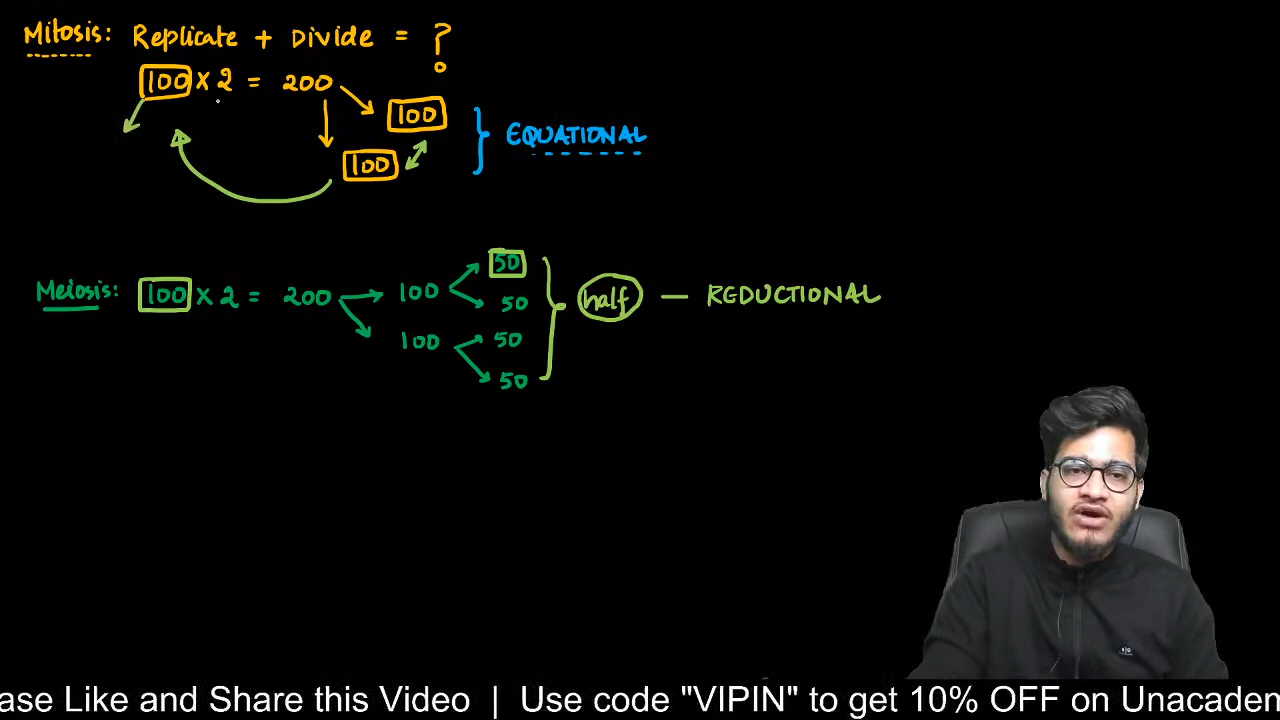 Mitosis: Replicate + Divide = ?
100 x 2 = 200
100
100
EQUATIONAL
Meiosis: 100 x 2 = 200
100
100
50
50
50
50
half — REDUCTIONAL
ase Like and Share this Video | Use code "VIPIN" to get 10% OFF on Unacaden